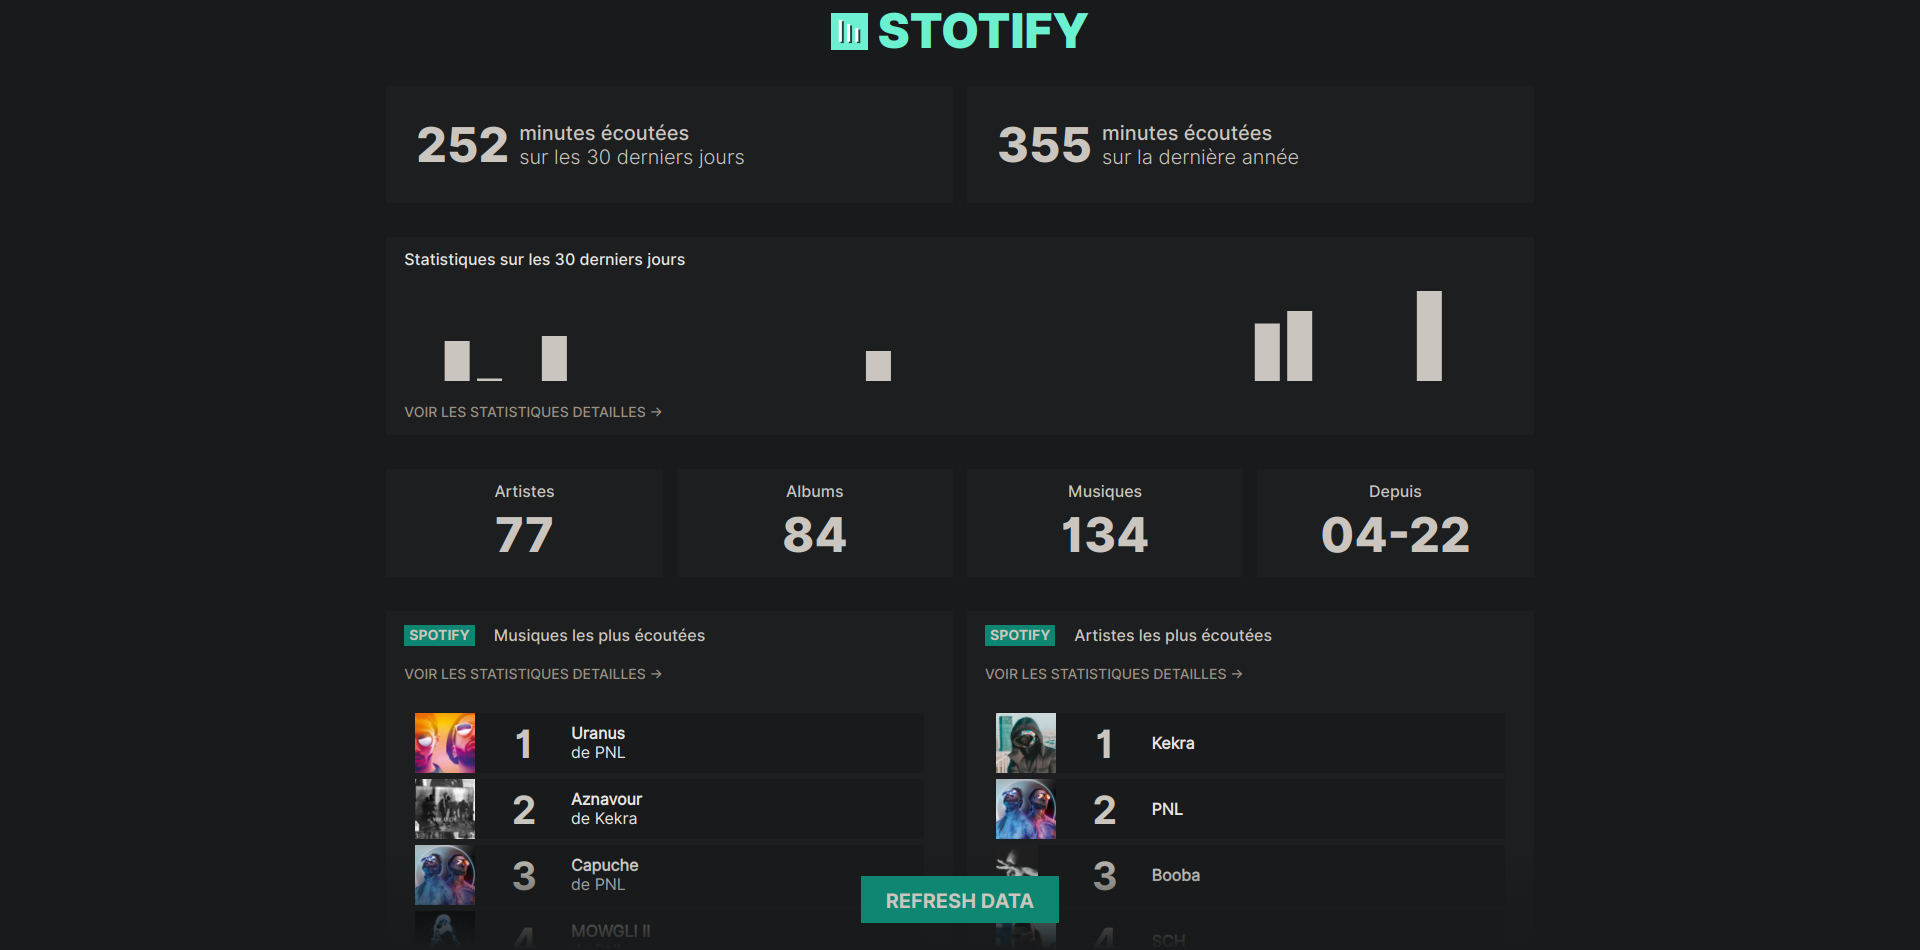 STOTIFY
252 minutes écoutées
sur les 30 derniers jours
355 minutes écoutées
sur la dernière année
Statistiques sur les 30 derniers jours
VOIR LES STATISTIQUES DETAILLES →
Artistes
77
Albums
84
Musiques
134
Depuis
04-22
SPOTIFY Musiques les plus écoutées
VOIR LES STATISTIQUES DETAILLES →
1 Uranus
de PNL
2 Aznavour
de Kekra
3 Capuche
de PNL
4 MOWGLI II
SPOTIFY Artistes les plus écoutées
VOIR LES STATISTIQUES DETAILLES →
1 Kekra
2 PNL
3 Booba
4 SCH
REFRESH DATA